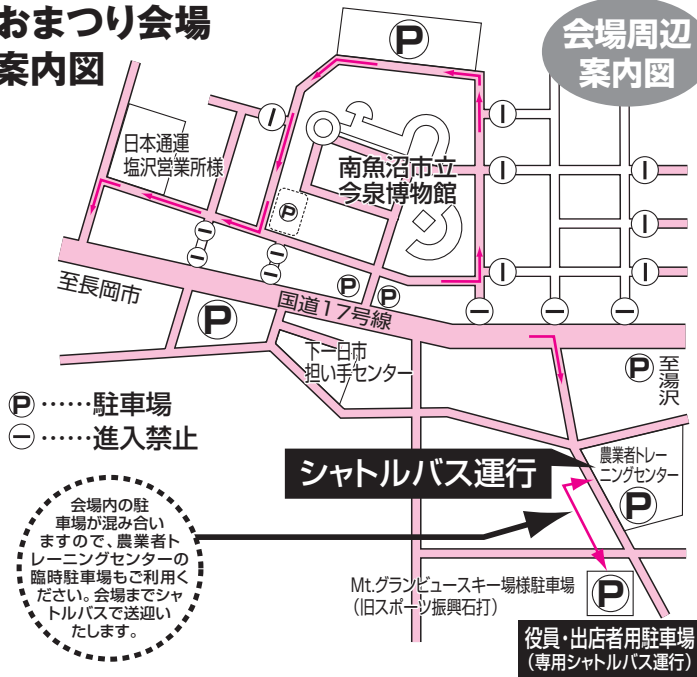 おまつり会場
案内図
会場周辺
案内図
P
日本通運
塩沢営業所様
南魚沼市立
今泉博物館
P
至長岡市
P
P
P
国道17号線
下一日市
担い手センター
P
至湯沢
P……駐車場
⊖……進入禁止
シャトルバス運行
農業者トレー
ニングセンター
P
会場内の駐
車場が混み合い
ますので、農業者ト
レーニングセンターの
臨時駐車場もご利用く
ださい。会場までシャ
トルバスで送迎い
たします。
Mt.グランビュースキー場様駐車場
(旧スポーツ振興石打)
P
役員・出店者用駐車場
(専用シャトルバス運行)